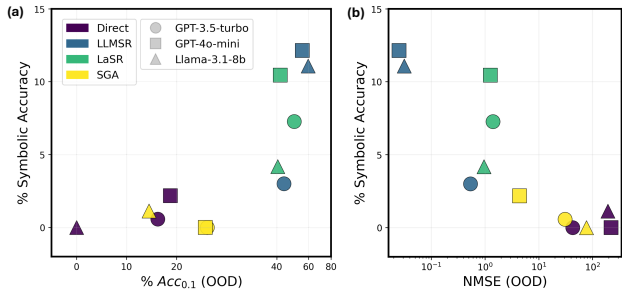 (a)
15
10
5
0
% Symbolic Accuracy
Direct
LLMSR
LaSR
SGA
GPT-3.5-turbo
GPT-4o-mini
Llama-3.1-8b
0 10 20 40 60 80
% Acc0.1 (OOD)
(b)
15
10
5
0
% Symbolic Accuracy
10⁻¹ 10⁰ 10¹ 10²
NMSE (OOD)